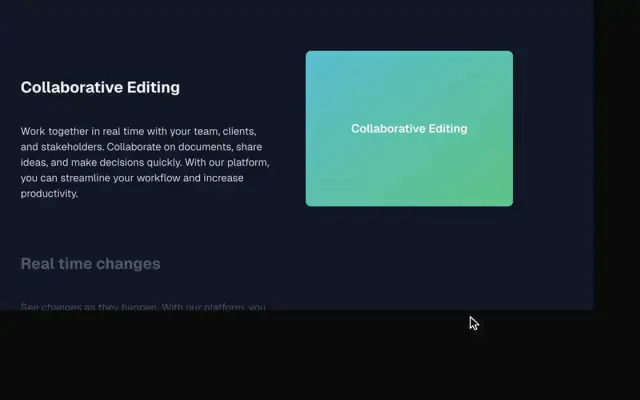 Collaborative Editing
Collaborative Editing
Work together in real time with your team, clients,
and stakeholders. Collaborate on documents, share
ideas, and make decisions quickly. With our platform,
you can streamline your workflow and increase
productivity.
Real time changes
See changes as they happen. With our platform, you